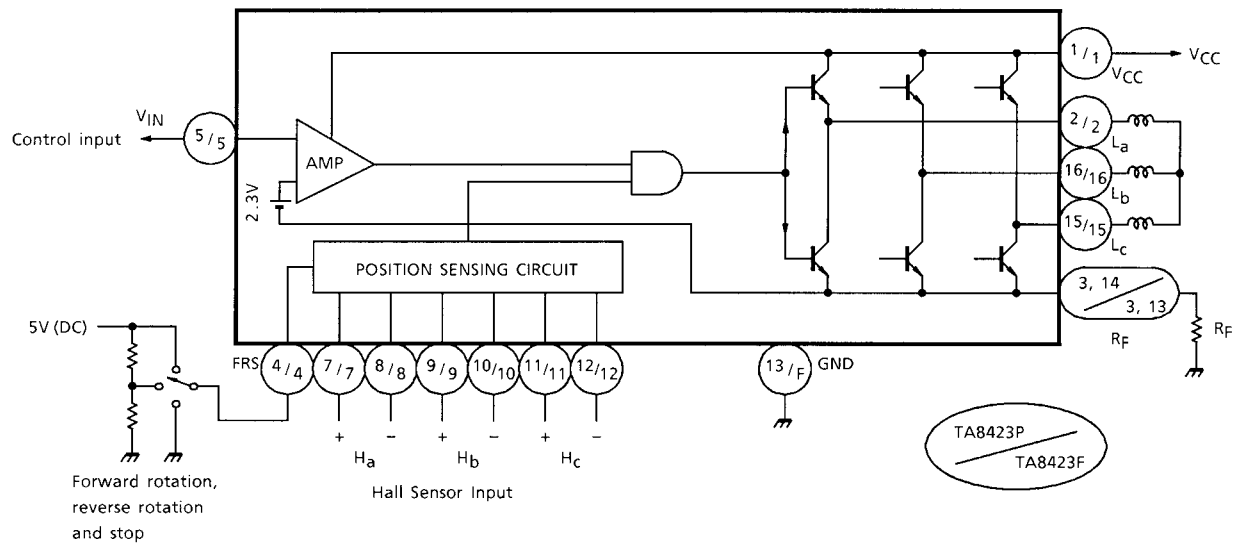 1/1
VCC
VCC
VIN
Control input
5/5
AMP
2.3V
2/2
La
16/16
Lb
15/15
Lc
POSITION SENSING CIRCUIT
3, 14
3, 13
RF
RF
5V (DC)
FRS
4/4
7/7
8/8
9/9
10/10
11/11
12/12
13/F
GND
+ − + − + −
Ha Hb Hc
Hall Sensor Input
TA8423P
TA8423F
Forward rotation,
reverse rotation
and stop